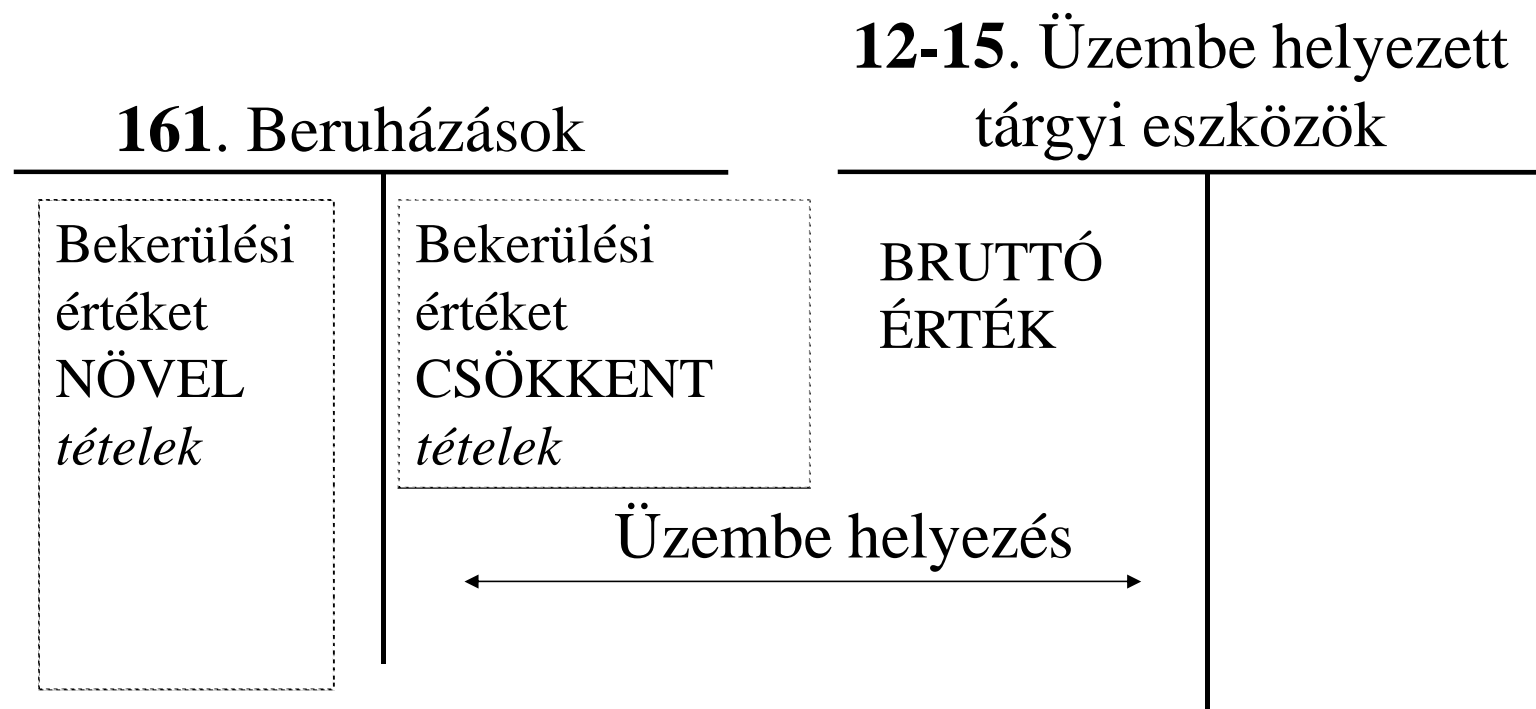 161. Beruházások
Bekerülési
értéket
NÖVEL
tételek
Bekerülési
értéket
CSÖKKENT
tételek
12-15. Üzembe helyezett
tárgyi eszközök
BRUTTÓ
ÉRTÉK
Üzembe helyezés